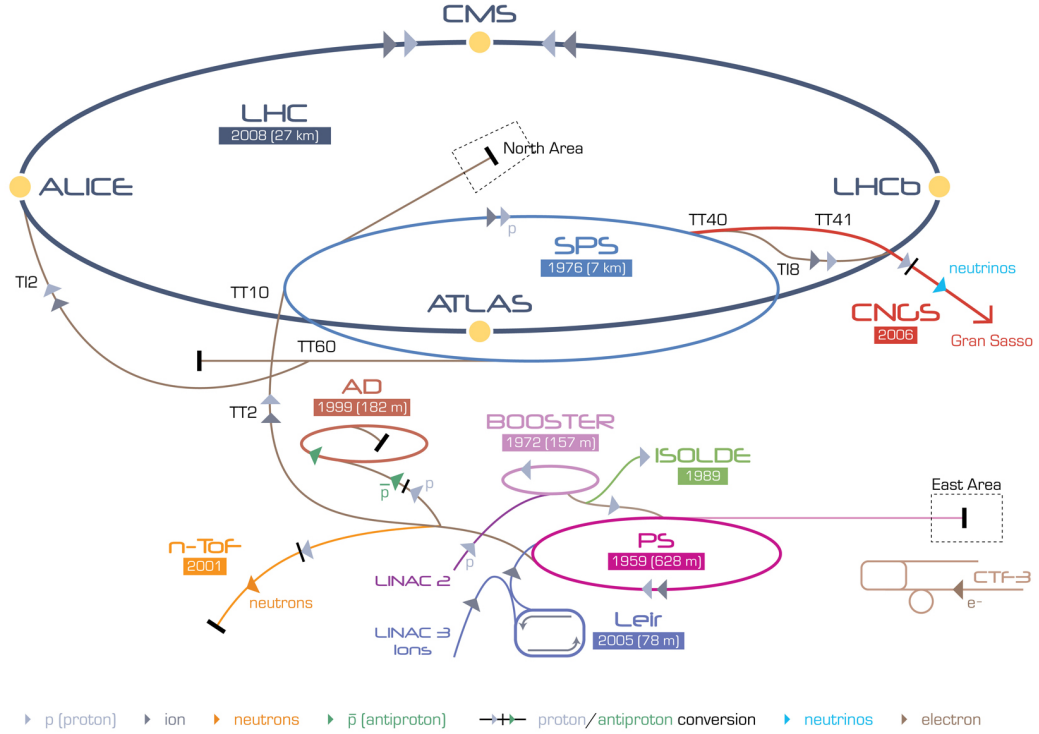 CMS
LHC
2008 (27 km)
North Area
ALICE
LHCb
p
TT40
TT41
SPS
1976 (7 km)
TI8
neutrinos
TI2
TT10
ATLAS
CNGS
2006
Gran Sasso
TT60
AD
1999 (182 m)
TT2
BOOSTER
1972 (157 m)
ISOLDE
1989
p̅
p
East Area
n-ToF
2001
PS
1959 (628 m)
p
LINAC 2
neutrons
CTF3
e-
LINAC 3
Ions
Leir
2005 (78 m)
p (proton)
ion
neutrons
p̅ (antiproton)
proton/antiproton conversion
neutrinos
electron